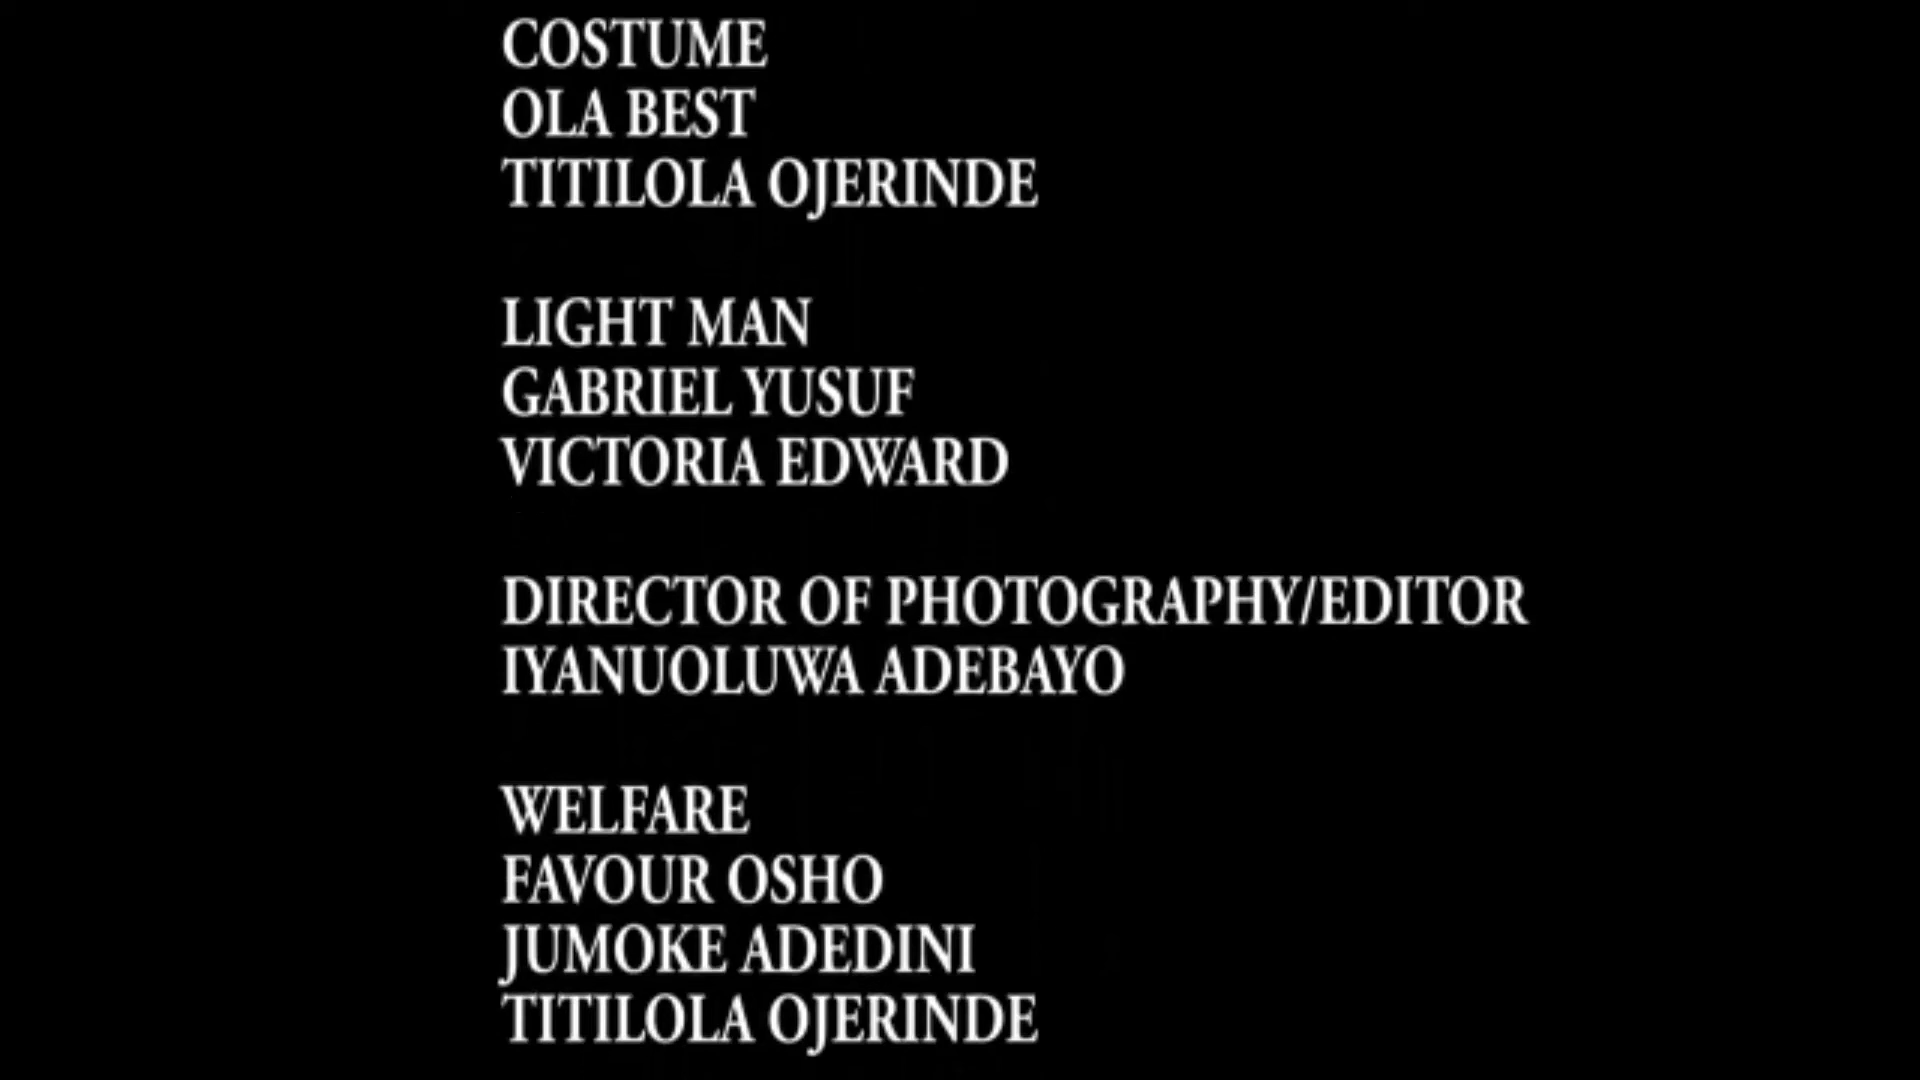 COSTUME
OLA BEST
TITILOLA OJERINDE
LIGHT MAN
GABRIEL YUSUF
VICTORIA EDWARD
DIRECTOR OF PHOTOGRAPHY/EDITOR
IYANUOLUWA ADEBAYO
WELFARE
FAVOUR OSHO
JUMOKE ADEDINI
TITILOLA OJERINDE